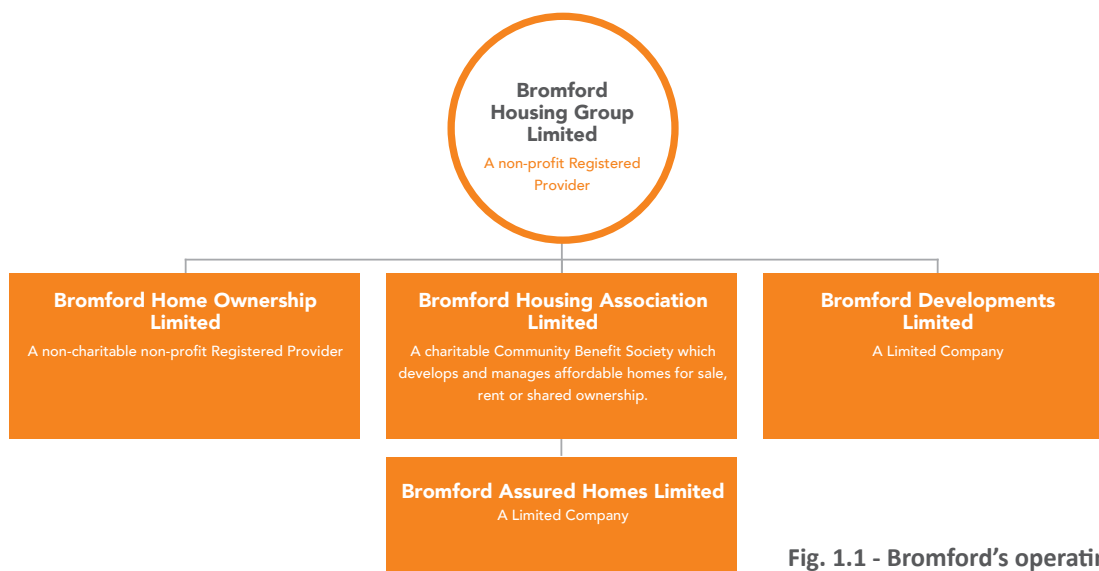 Bromford
Housing Group
Limited
A non-profit Registered
Provider
Bromford Home Ownership
Limited
A non-charitable non-profit Registered Provider
Bromford Housing Association
Limited
A charitable Community Benefit Society which
develops and manages affordable homes for sale,
rent or shared ownership.
Bromford Developments
Limited
A Limited Company
Bromford Assured Homes Limited
A Limited Company
Fig. 1.1 - Bromford’s